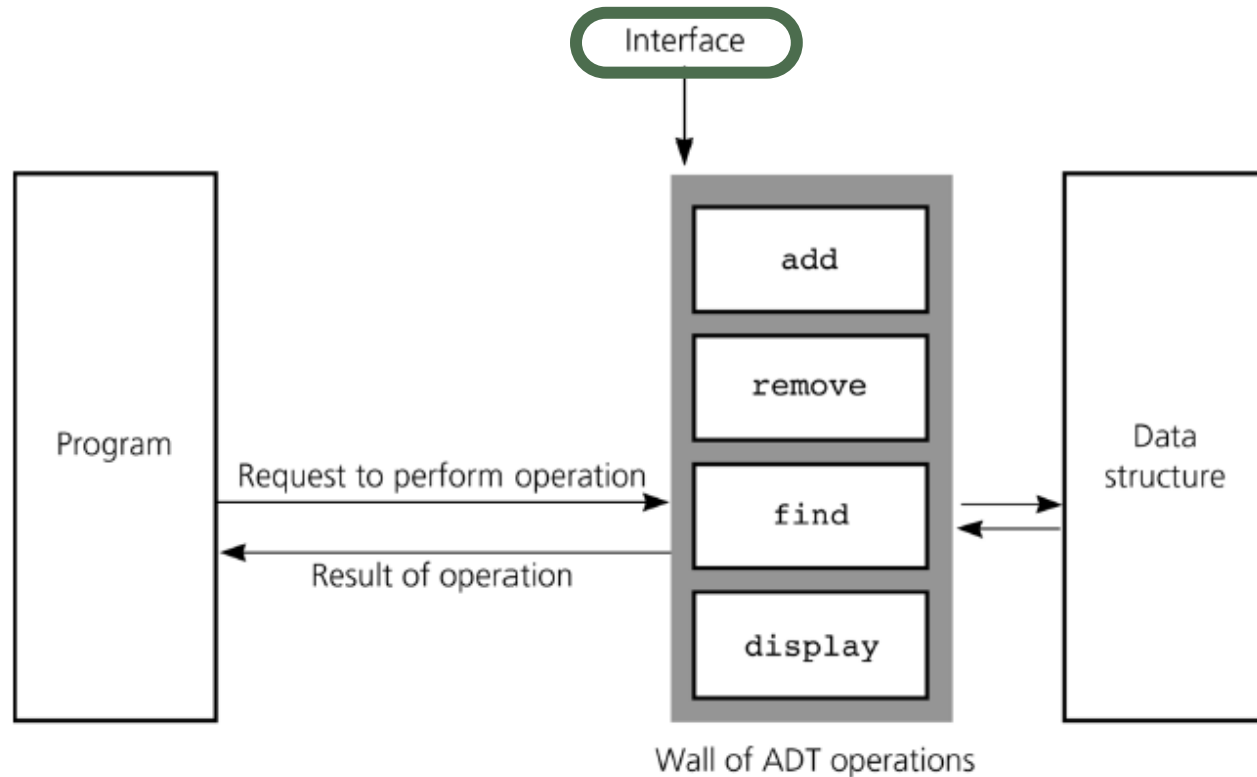 Interface
add
remove
Program
Data
structure
Request to perform operation
find
Result of operation
display
Wall of ADT operations